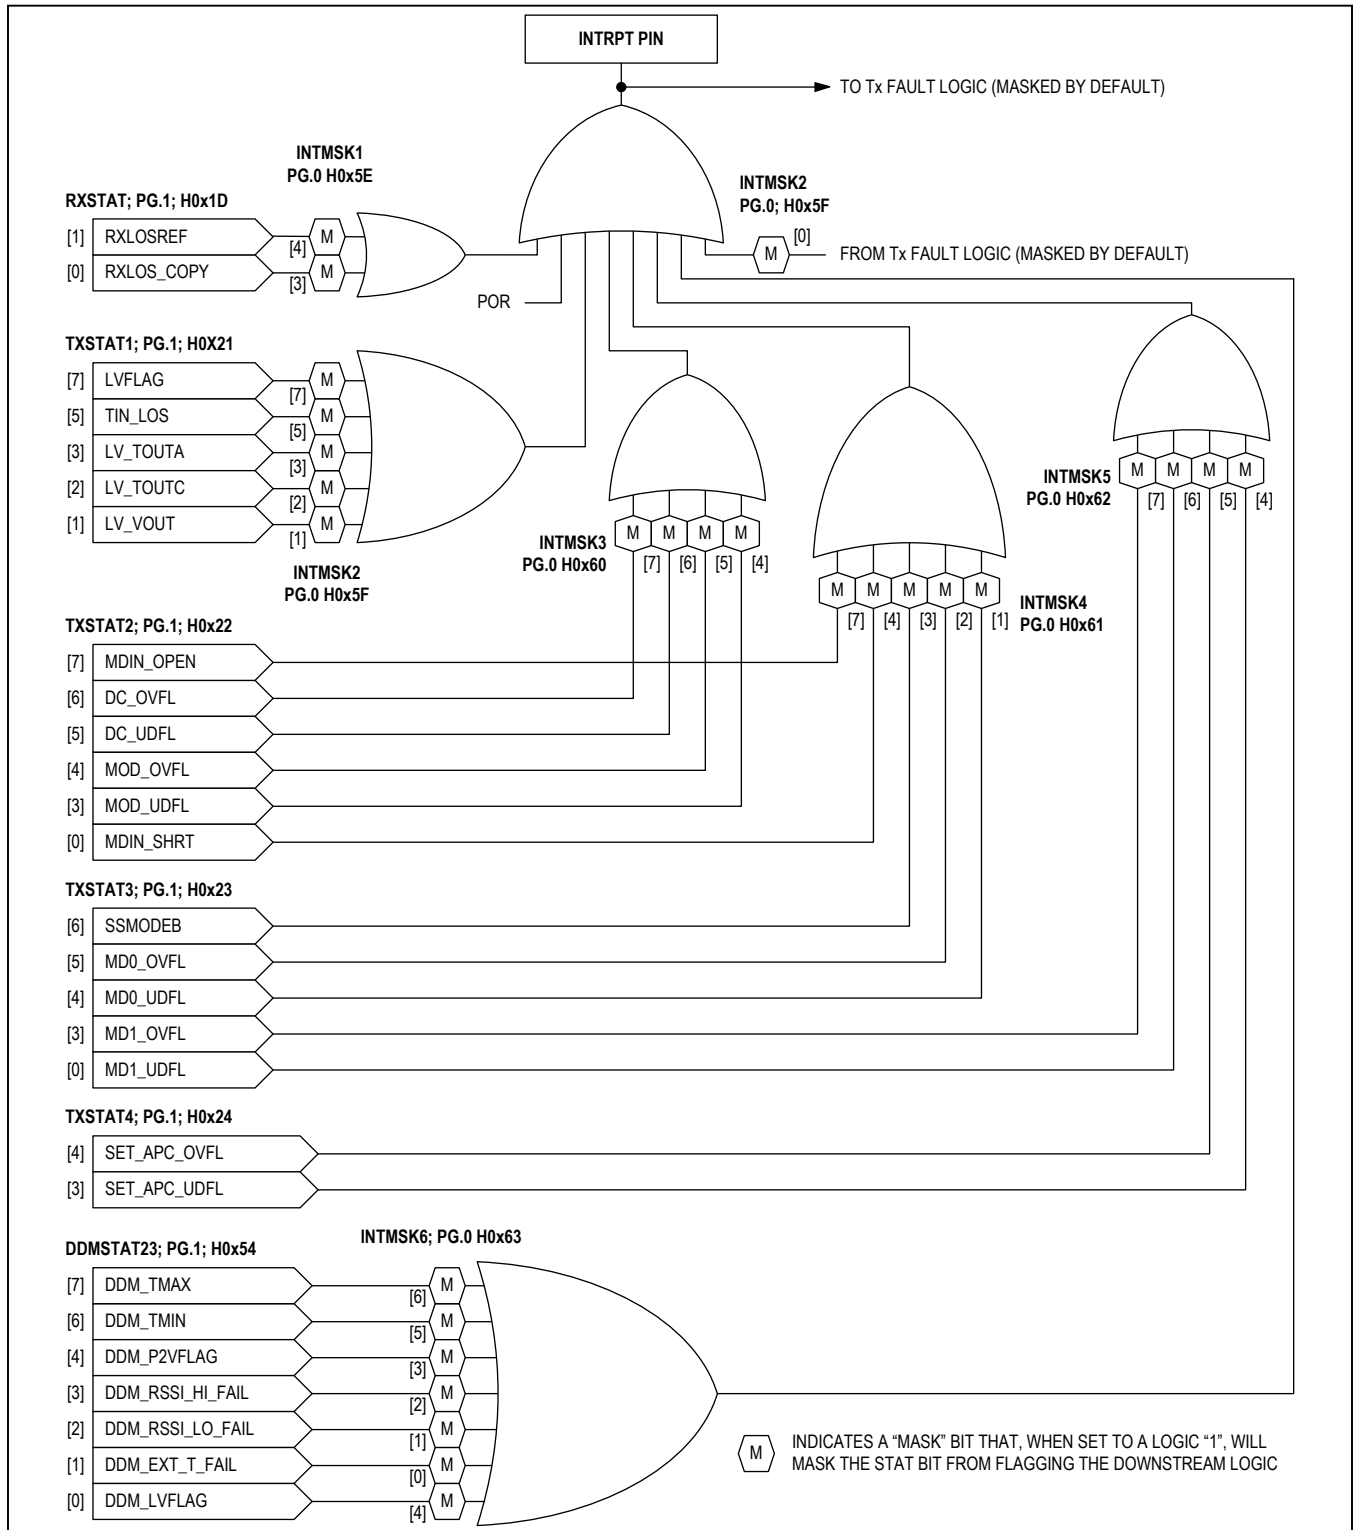 INTRPT PIN
TO Tx FAULT LOGIC (MASKED BY DEFAULT)
INTMSK1
PG.0 H0x5E
INTMSK2
PG.0; H0x5F
[0]
M
FROM Tx FAULT LOGIC (MASKED BY DEFAULT)
RXSTAT; PG.1; H0x1D
[1] RXLOSREF [4] M
[0] RXLOS_COPY [3] M
POR
TXSTAT1; PG.1; H0X21
[7] LVFLAG [7] M
[5] TIN_LOS [5] M
[3] LV_TOUTA [3] M
[2] LV_TOUTC [2] M
[1] LV_VOUT [1] M
INTMSK2
PG.0 H0x5F
INTMSK3
PG.0 H0x60
M M M M
[7] [6] [5] [4]
M M M M M
[7] [4] [3] [2] [1]
INTMSK4
PG.0 H0x61
INTMSK5
PG.0 H0x62
M M M M
[7] [6] [5] [4]
TXSTAT2; PG.1; H0x22
[7] MDIN_OPEN
[6] DC_OVFL
[5] DC_UDFL
[4] MOD_OVFL
[3] MOD_UDFL
[0] MDIN_SHRT
TXSTAT3; PG.1; H0x23
[6] SSMODEB
[5] MD0_OVFL
[4] MD0_UDFL
[3] MD1_OVFL
[0] MD1_UDFL
TXSTAT4; PG.1; H0x24
[4] SET_APC_OVFL
[3] SET_APC_UDFL
DDMSTAT23; PG.1; H0x54
INTMSK6; PG.0 H0x63
[7] DDM_TMAX [6] M
[6] DDM_TMIN [5] M
[4] DDM_P2VFLAG [3] M
[3] DDM_RSSI_HI_FAIL [2] M
[2] DDM_RSSI_LO_FAIL [1] M
[1] DDM_EXT_T_FAIL [0] M
[0] DDM_LVFLAG [4] M
M
INDICATES A “MASK” BIT THAT, WHEN SET TO A LOGIC “1”, WILL
MASK THE STAT BIT FROM FLAGGING THE DOWNSTREAM LOGIC